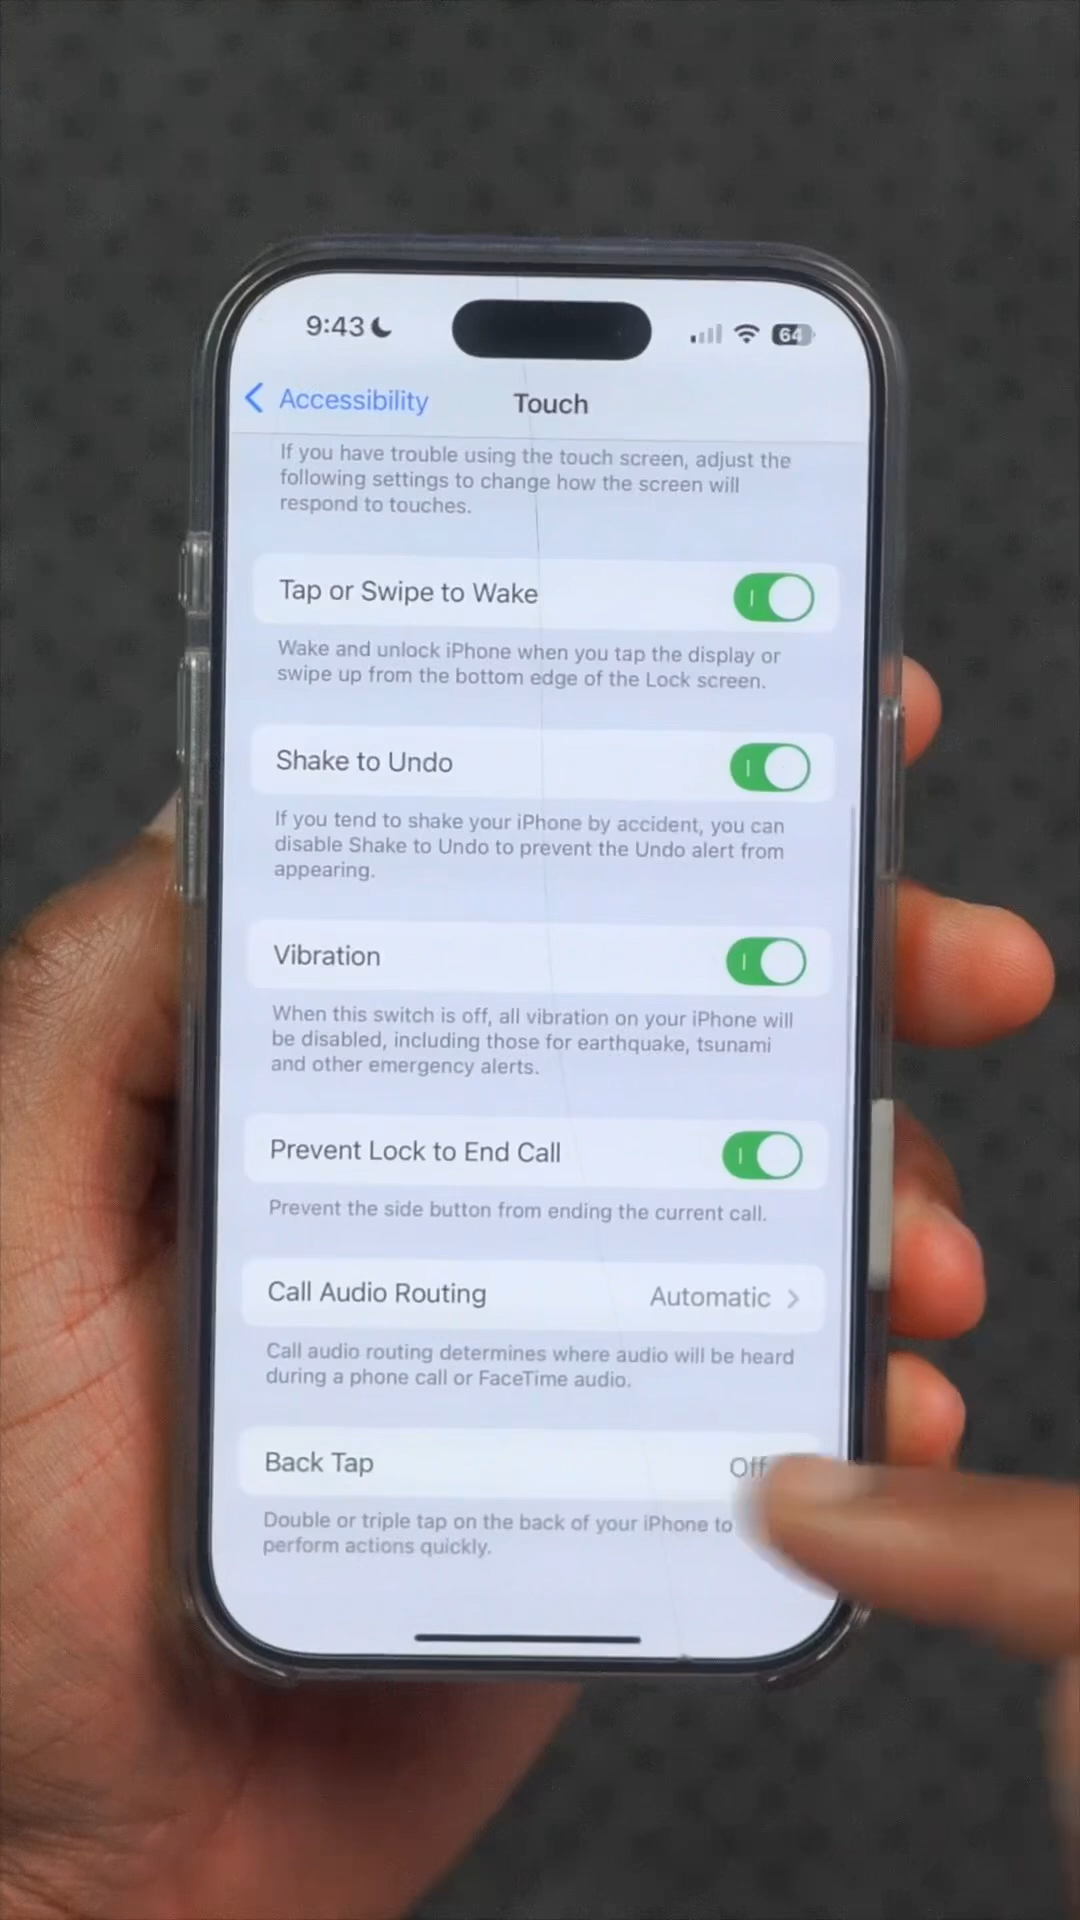 9:43
64
Accessibility
Touch
If you have trouble using the touch screen, adjust the
following settings to change how the screen will
respond to touches.
Tap or Swipe to Wake
Wake and unlock iPhone when you tap the display or
swipe up from the bottom edge of the Lock screen.
Shake to Undo
If you tend to shake your iPhone by accident, you can
disable Shake to Undo to prevent the Undo alert from
appearing.
Vibration
When this switch is off, all vibration on your iPhone will
be disabled, including those for earthquake, tsunami
and other emergency alerts.
Prevent Lock to End Call
Prevent the side button from ending the current call.
Call Audio Routing
Automatic
Call audio routing determines where audio will be heard
during a phone call or FaceTime audio.
Back Tap
Off
Double or triple tap on the back of your iPhone to
perform actions quickly.